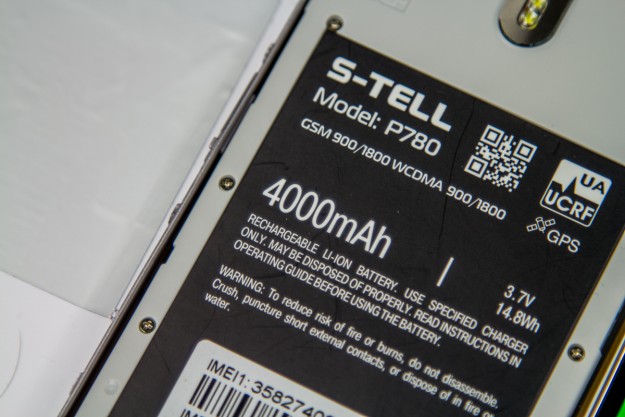 S-TELL
Model: P780
GSM 900/1800 WCDMA 900/1800
UA
UCRF
GPS
4000mAh
3.7V
14.8Wh
RECHARGEABLE LI-ION BATTERY. USE SPECIFIED CHARGER
ONLY. MAY BE DISPOSED OF PROPERLY. READ INSTRUCTIONS IN
OPERATING GUIDE BEFORE USING THE BATTERY.
WARNING: To reduce risk of fire or burns, do not disassemble.
Crush, puncture short external contacts, or dispose of in fire or
water.
IMEI1: 3582740